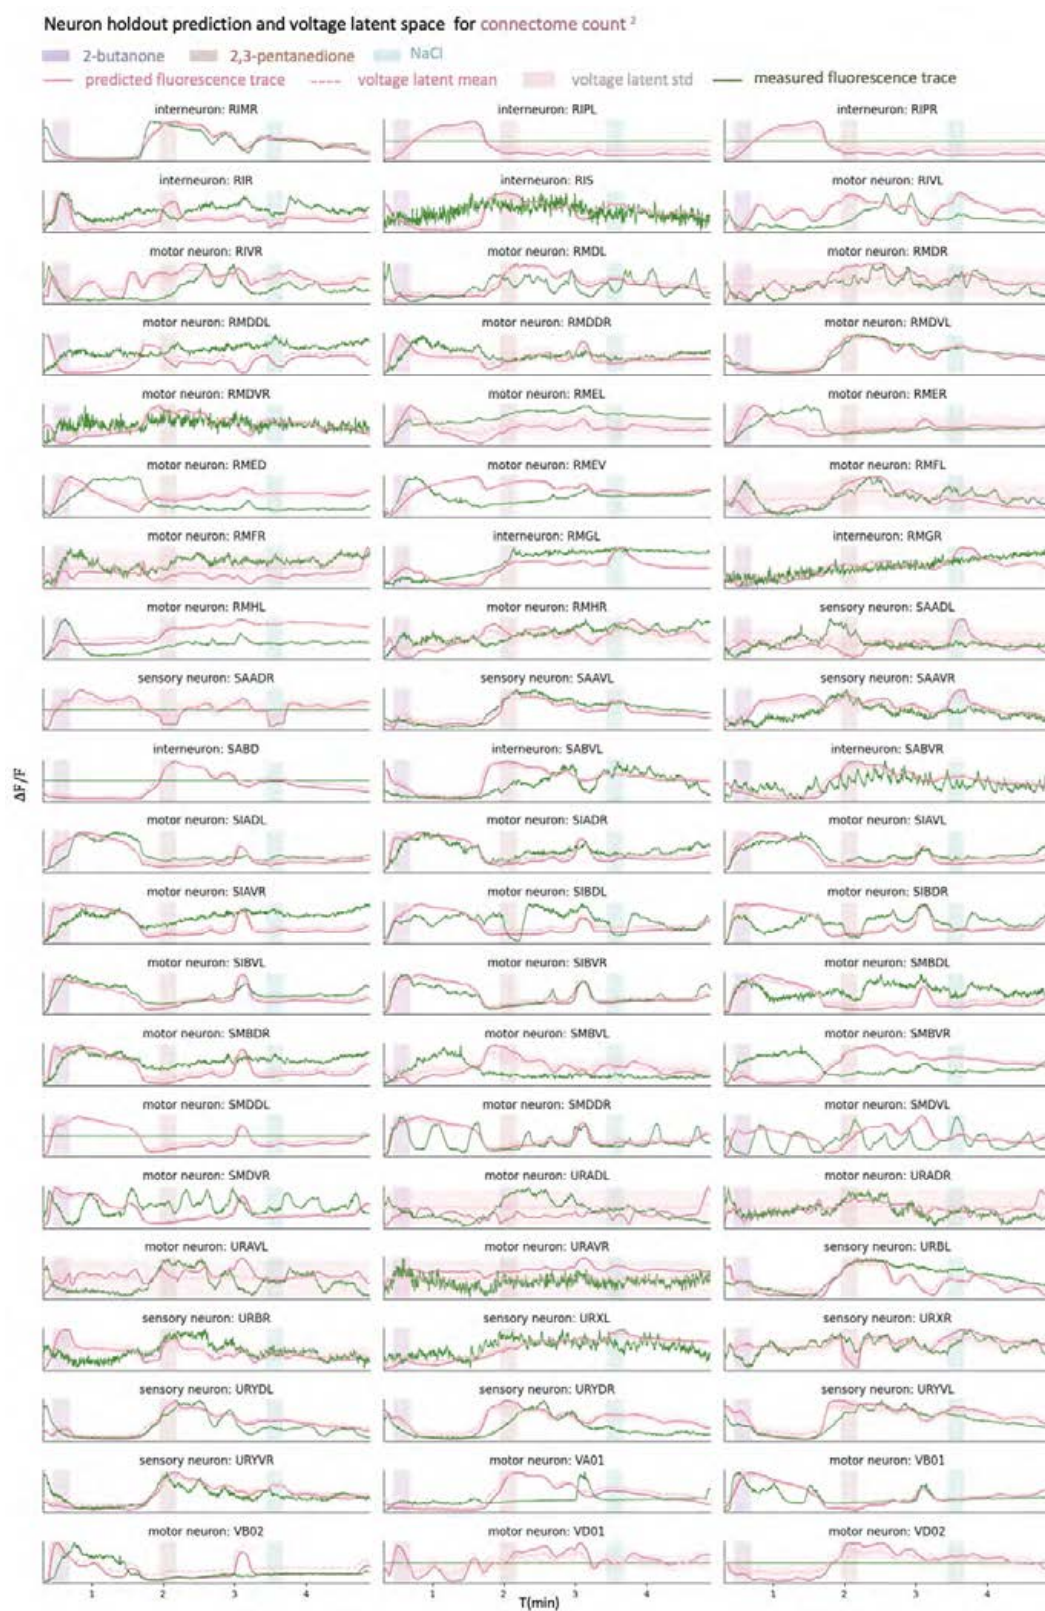 Neuron holdout prediction and voltage latent space for connectome count ²
2-butanone 2,3-pentanedione NaCl
predicted fluorescence trace voltage latent mean voltage latent std measured fluorescence trace
interneuron: RIMR interneuron: RIPL interneuron: RIPR
interneuron: RIR interneuron: RIS motor neuron: RIVL
motor neuron: RIVR motor neuron: RMDL motor neuron: RMDR
motor neuron: RMDDL motor neuron: RMDDR motor neuron: RMDVL
motor neuron: RMDVR motor neuron: RMEL motor neuron: RMER
motor neuron: RMED motor neuron: RMEV motor neuron: RMFL
motor neuron: RMFR interneuron: RMGL interneuron: RMGR
motor neuron: RMHL motor neuron: RMHR sensory neuron: SAADL
sensory neuron: SAADR sensory neuron: SAAVL sensory neuron: SAAVR
interneuron: SABD interneuron: SABVL interneuron: SABVR
ΔF/F
motor neuron: SIADL motor neuron: SIADR motor neuron: SIAVL
motor neuron: SIAVR motor neuron: SIBDL motor neuron: SIBDR
motor neuron: SIBVL motor neuron: SIBVR motor neuron: SMBDL
motor neuron: SMBDR motor neuron: SMBVL motor neuron: SMBVR
motor neuron: SMDDL motor neuron: SMDDR motor neuron: SMDVL
motor neuron: SMDVR motor neuron: URADL motor neuron: URADR
motor neuron: URAVL motor neuron: URAVR sensory neuron: URBL
sensory neuron: URBR sensory neuron: URXL sensory neuron: URXR
sensory neuron: URYDL sensory neuron: URYDR sensory neuron: URYVL
sensory neuron: URYVR motor neuron: VA01 motor neuron: VB01
motor neuron: VB02 motor neuron: VD01 motor neuron: VD02
1 2 3 4 1 2 3 4 1 2 3 4
T(min)